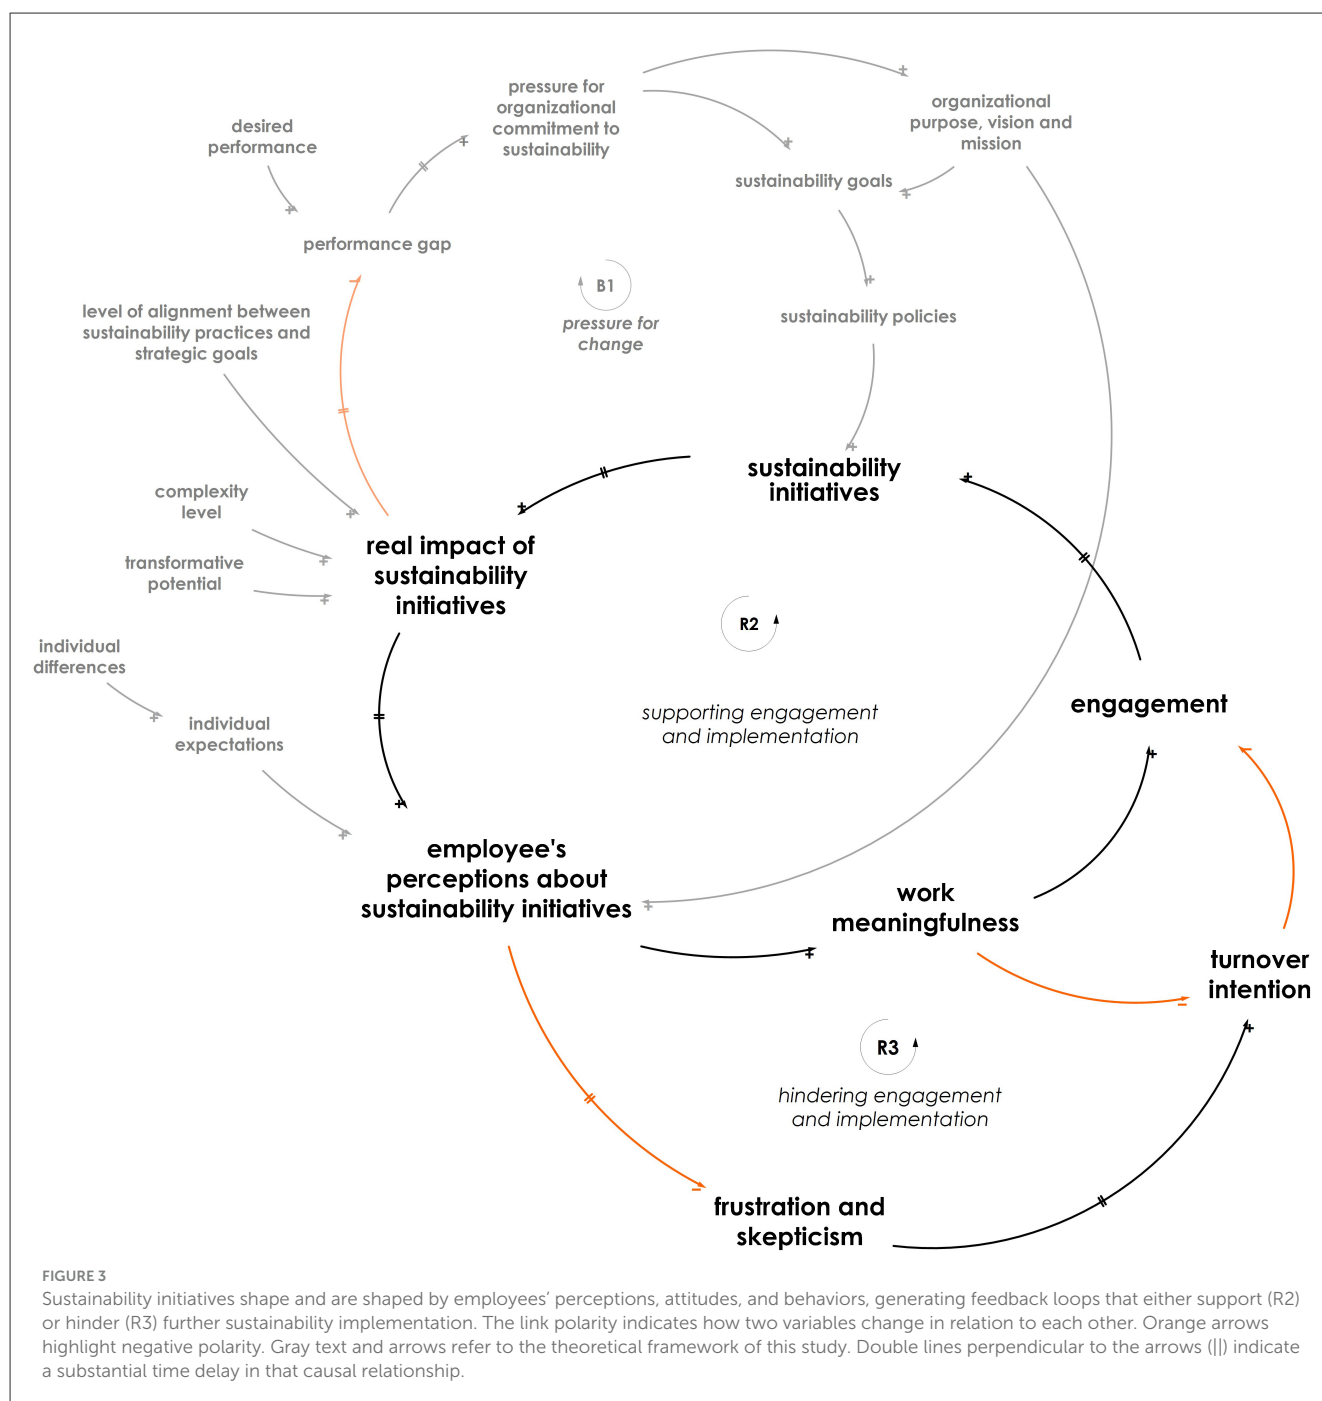 pressure for
organizational
commitment to
sustainability
organizational
purpose, vision and
mission
desired
performance
sustainability goals
performance gap
B1
pressure for
change
level of alignment between
sustainability practices and
strategic goals
sustainability policies
sustainability
initiatives
complexity
level
real impact of
sustainability
initiatives
transformative
potential
R2
supporting engagement
and implementation
individual
differences
individual
expectations
engagement
employee's
perceptions about
sustainability initiatives
work
meaningfulness
turnover
intention
R3
hindering engagement
and implementation
frustration and
skepticism
FIGURE 3
Sustainability initiatives shape and are shaped by employees’ perceptions, attitudes, and behaviors, generating feedback loops that either support (R2)
or hinder (R3) further sustainability implementation. The link polarity indicates how two variables change in relation to each other. Orange arrows
highlight negative polarity. Gray text and arrows refer to the theoretical framework of this study. Double lines perpendicular to the arrows (||) indicate
a substantial time delay in that causal relationship.